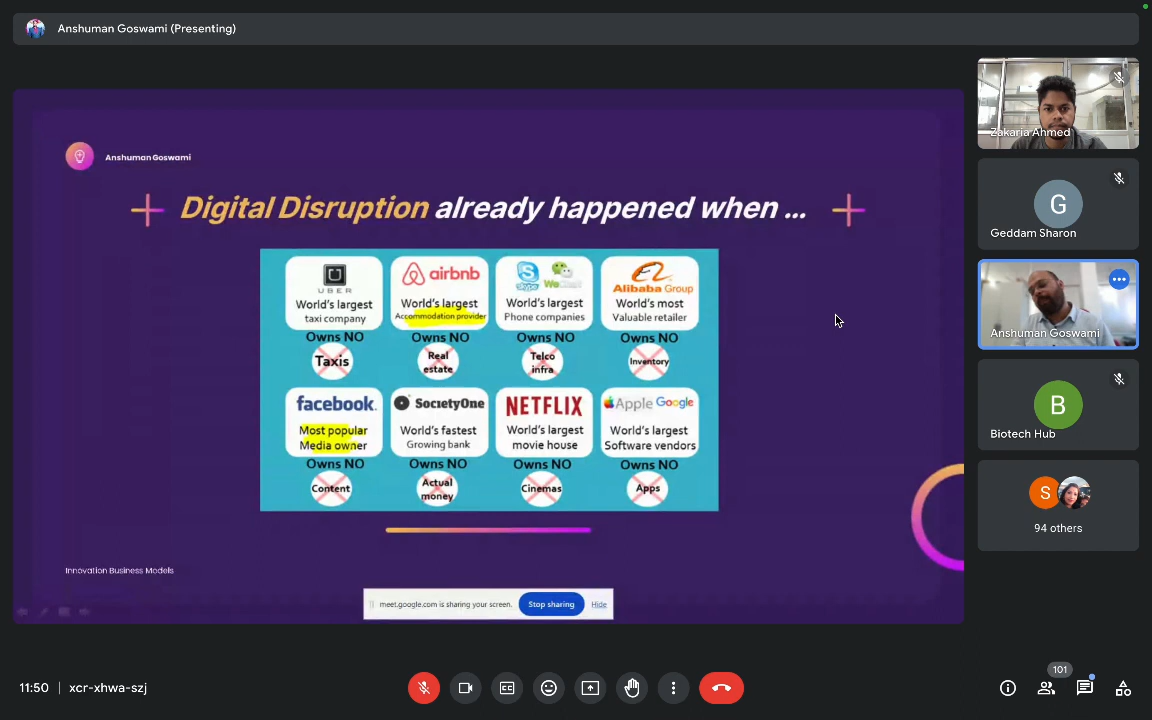 Anshuman Goswami (Presenting)
Anshuman Goswami
Digital Disruption already happened when ...
UBER
World's largest
taxi company
Owns NO
Taxis
airbnb
World's largest
Accommodation provider
Owns NO
Real
estate
skype
World's largest
Phone companies
Owns NO
Telco
infra
Alibaba Group
World's most
Valuable retailer
Owns NO
Inventory
facebook.
Most popular
Media owner
Owns NO
Content
SocietyOne
World's fastest
Growing bank
Owns NO
Actual
money
NETFLIX
World's largest
movie house
Owns NO
Cinemas
Apple Google
World's largest
Software vendors
Owns NO
Apps
Innovation Business Models
meet.google.com is sharing your screen.
Stop sharing
Hide
Zakaria Ahmed
G
Geddam Sharon
Anshuman Goswami
B
Biotech Hub
S
94 others
11:50 | xcr-xhwa-szj
101